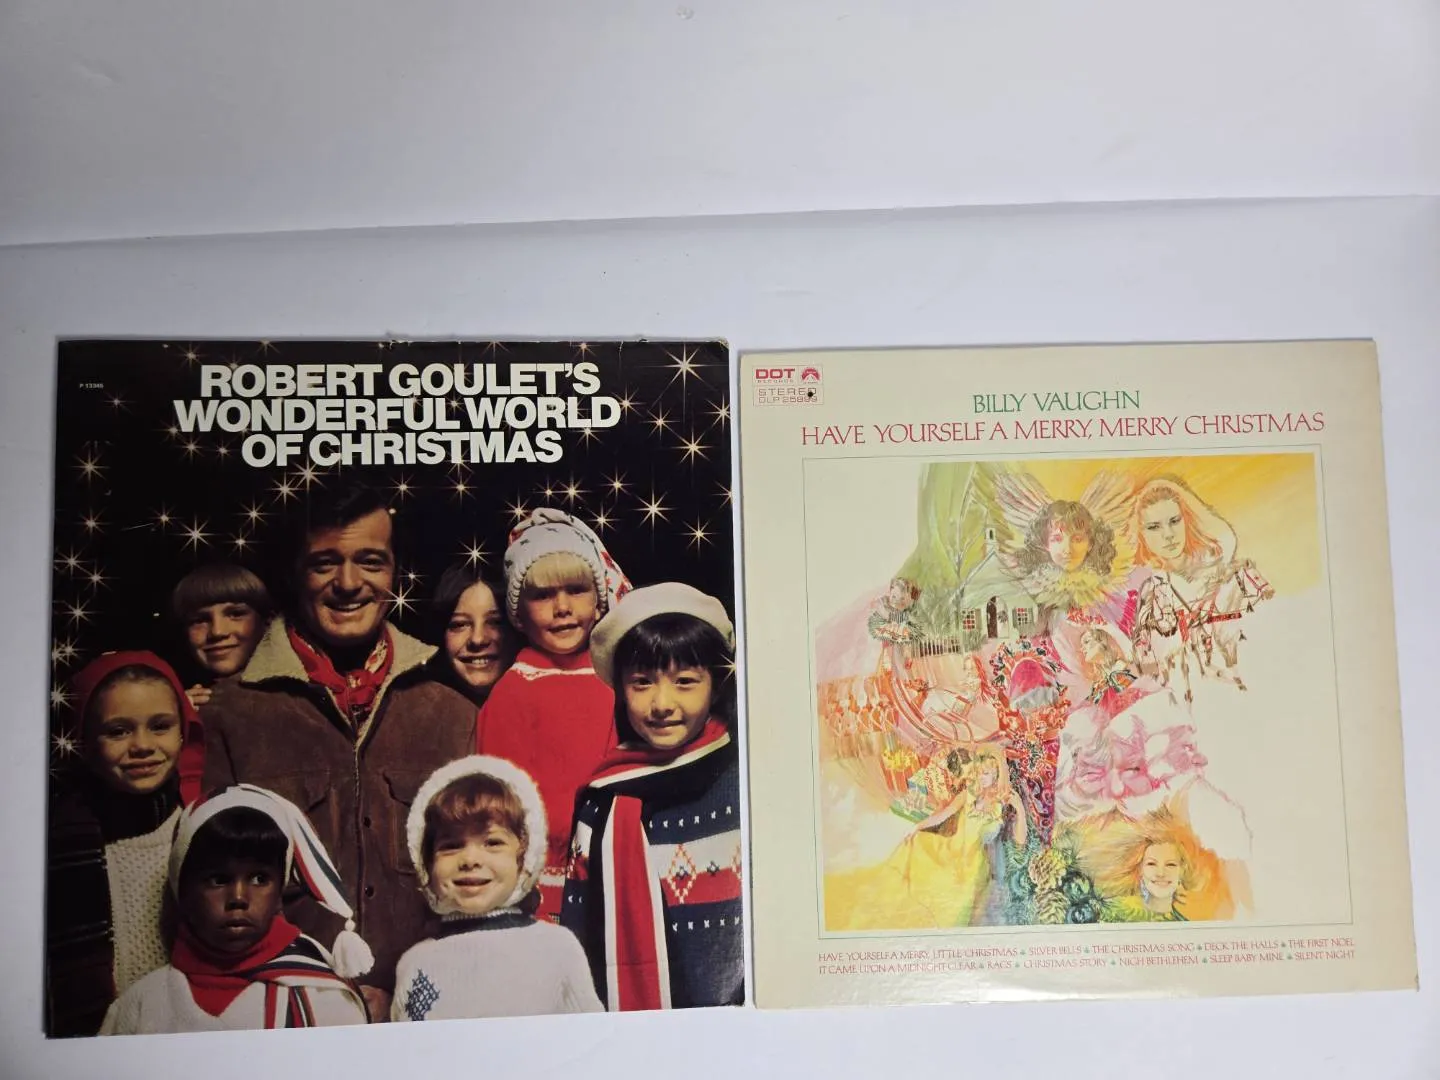 P 13345
ROBERT GOULET'S
WONDERFUL WORLD
OF CHRISTMAS
DOT
RECORDS
STEREO
DLP 25899
BILLY VAUGHN
HAVE YOURSELF A MERRY, MERRY CHRISTMAS
HAVE YOURSELF A MERRY, LITTLE CHRISTMAS ♣ SILVER BELLS ♣ THE CHRISTMAS SONG ♣ DECK THE HALLS ♣ THE FIRST NOEL
IT CAME UPON A MIDNIGHT CLEAR ♣ RAGS ♣ CHRISTMAS STORY ♣ NIGH BETHLEHEM ♣ SLEEP BABY MINE ♣ SILENT NIGHT